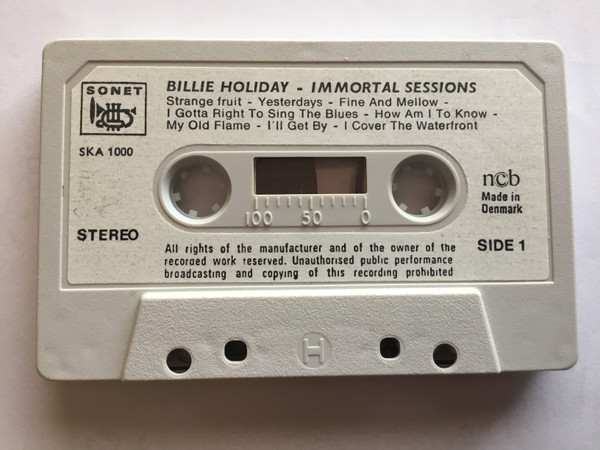 SONET
BILLIE HOLIDAY - IMMORTAL SESSIONS
Strange fruit - Yesterdays - Fine And Mellow -
I Gotta Right To Sing The Blues - How Am I To Know -
My Old Flame - I'll Get By - I Cover The Waterfront
SKA 1000
100 50 0
ncb
Made in
Denmark
STEREO
SIDE 1
All rights of the manufacturer and of the owner of the
recorded work reserved. Unauthorised public performance
broadcasting and copying of this recording prohibited
H